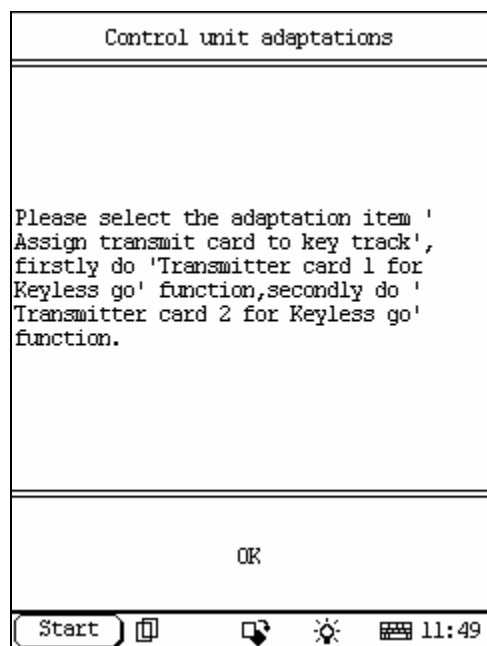 Control unit adaptations
Please select the adaptation item '
Assign transmit card to key track',
firstly do 'Transmitter card 1 for
Keyless go' function,secondly do '
Transmitter card 2 for Keyless go'
function.
OK
Start 11:49